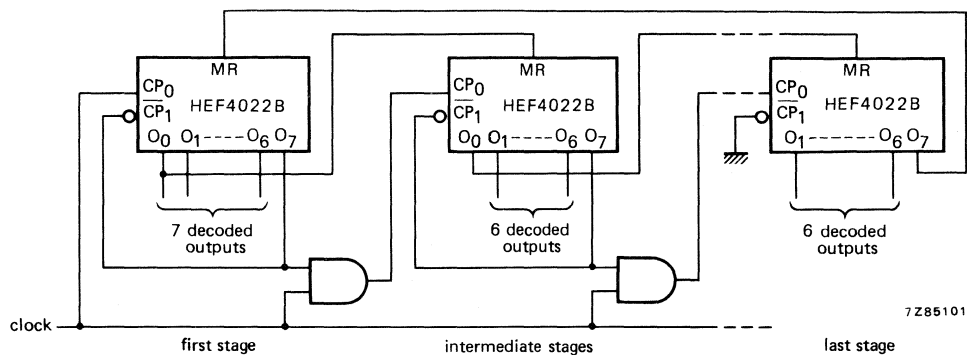 MR
CP0
CP1
HEF4022B
O0 O1 ----- O6 O7
7 decoded
outputs
MR
CP0
CP1
HEF4022B
O0 O1 ----- O6 O7
6 decoded
outputs
MR
CP0
CP1
HEF4022B
O1 ----- O6 O7
6 decoded
outputs
7Z85101
clock
first stage
intermediate stages
last stage